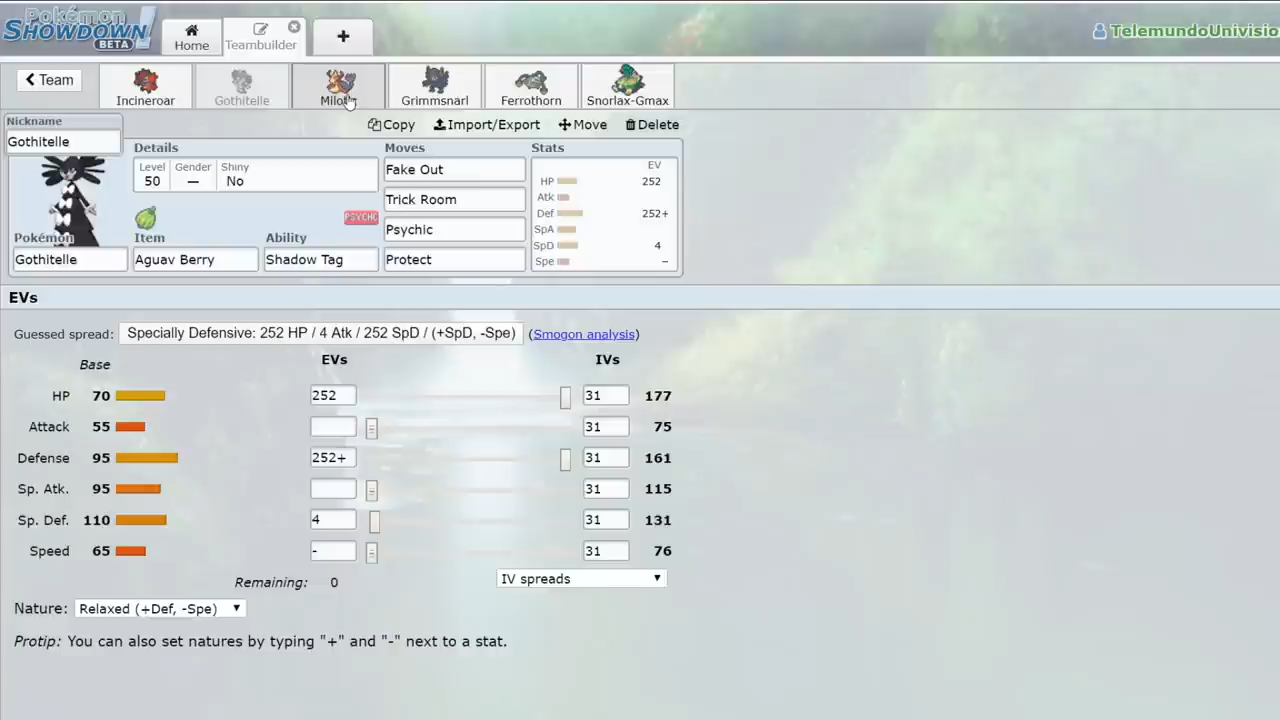 Pokémon
SHOWDOWN!
BETA
Home
Teambuilder
+
TelemundoUnivisio
Team
Incineroar
Gothitelle
Milotic
Grimmsnarl
Ferrothorn
Snorlax-Gmax
Nickname
Gothitelle
Copy
Import/Export
Move
Delete
Details
Level
Gender
Shiny
50
—
No
PSYCHC
Item
Aguav Berry
Ability
Shadow Tag
Pokémon
Gothitelle
Moves
Fake Out
Trick Room
Psychic
Protect
Stats
EV
HP 252
Atk
Def 252+
SpA
SpD 4
Spe –
EVs
Guessed spread: Specially Defensive: 252 HP / 4 Atk / 252 SpD / (+SpD, -Spe) (Smogon analysis)
Base EVs IVs
HP 70 252 31 177
Attack 55 31 75
Defense 95 252+ 31 161
Sp. Atk. 95 31 115
Sp. Def. 110 4 31 131
Speed 65 - 31 76
Remaining: 0
IV spreads
Nature: Relaxed (+Def, -Spe)
Protip: You can also set natures by typing "+" and "-" next to a stat.